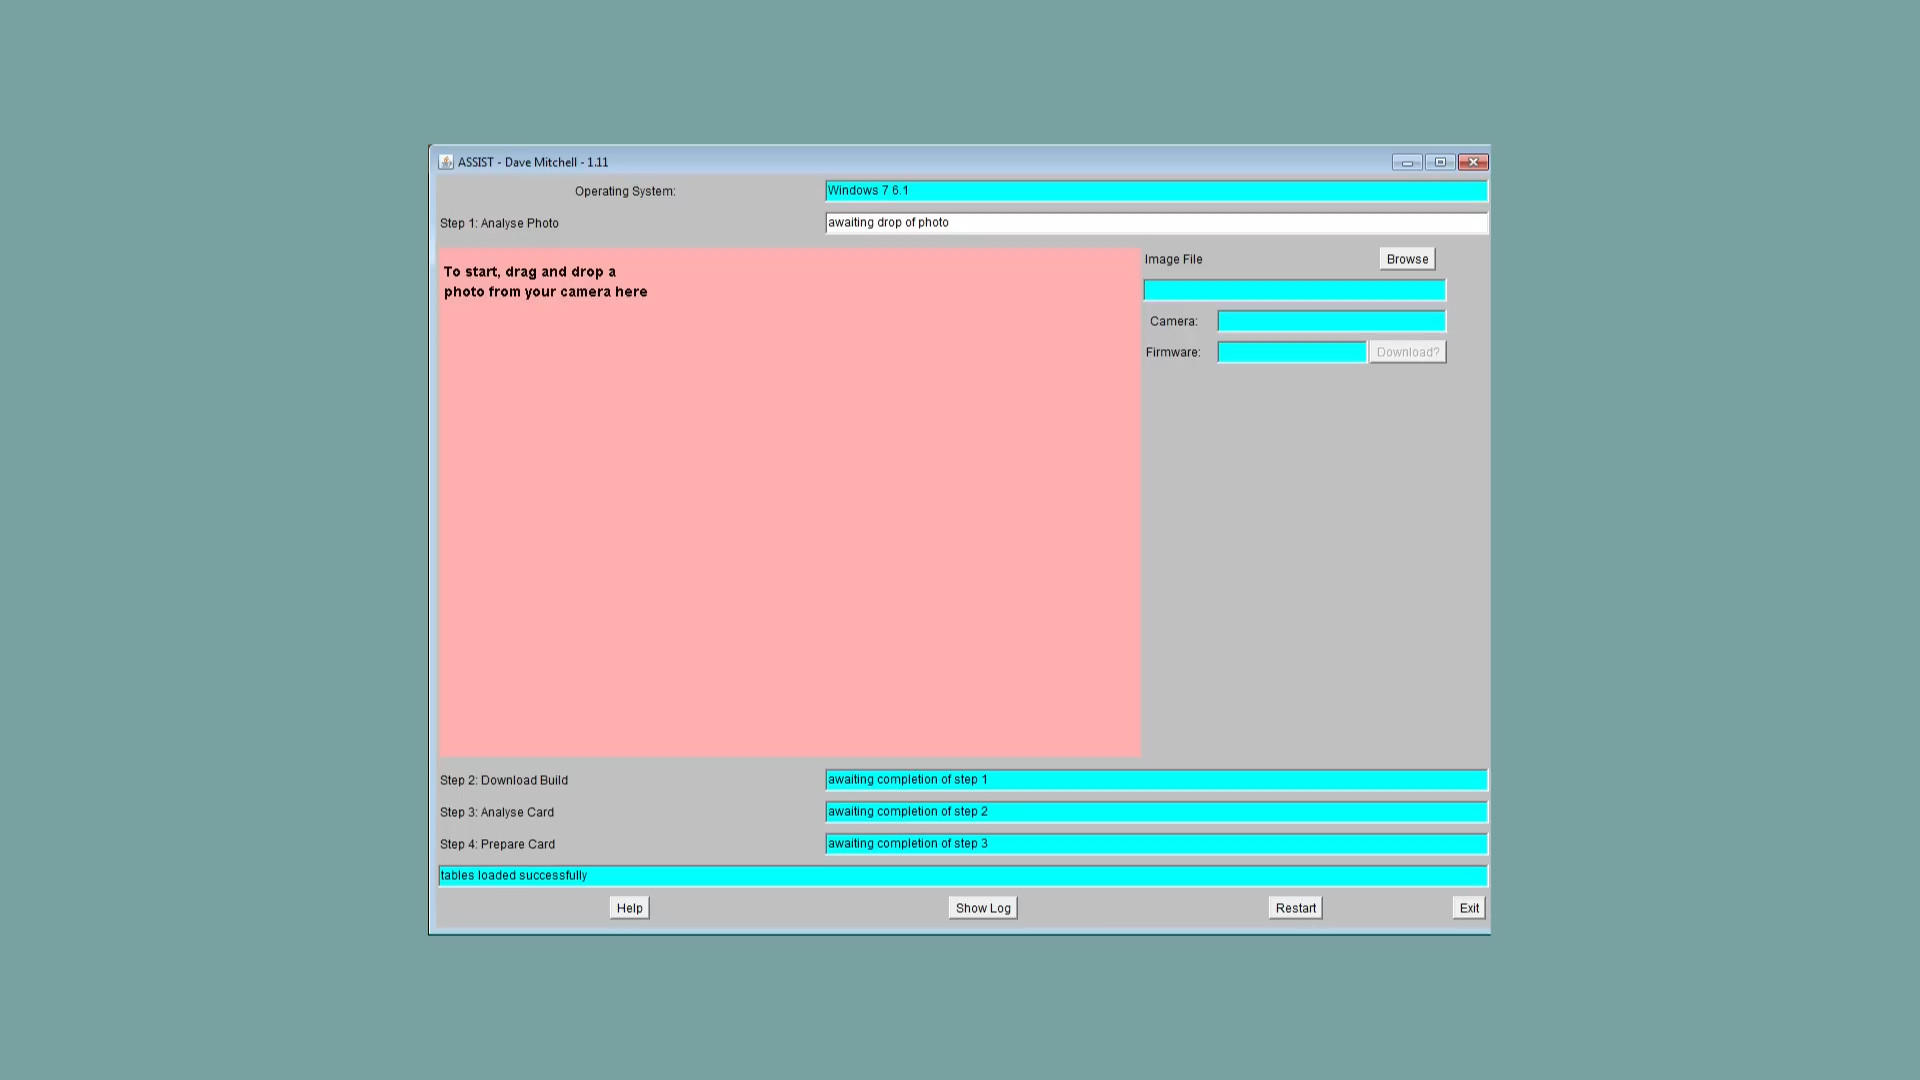 ASSIST - Dave Mitchell - 1.11
Operating System: Windows 7 6.1
Step 1: Analyse Photo awaiting drop of photo
To start, drag and drop a
photo from your camera here
Image File Browse
Camera:
Firmware: Download?
Step 2: Download Build awaiting completion of step 1
Step 3: Analyse Card awaiting completion of step 2
Step 4: Prepare Card awaiting completion of step 3
tables loaded successfully
Help Show Log Restart Exit